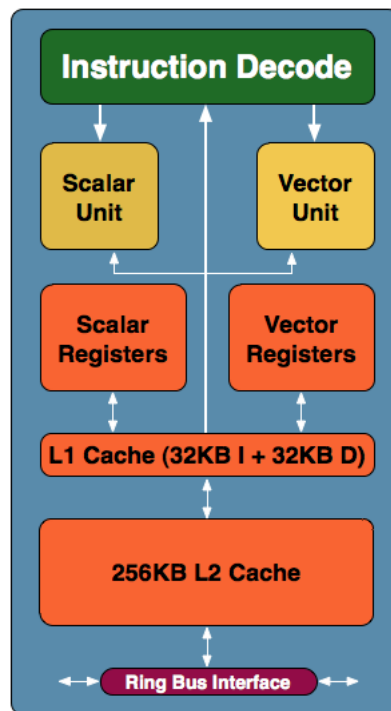 Instruction Decode
Scalar
Unit
Vector
Unit
Scalar
Registers
Vector
Registers
L1 Cache (32KB I + 32KB D)
256KB L2 Cache
Ring Bus Interface